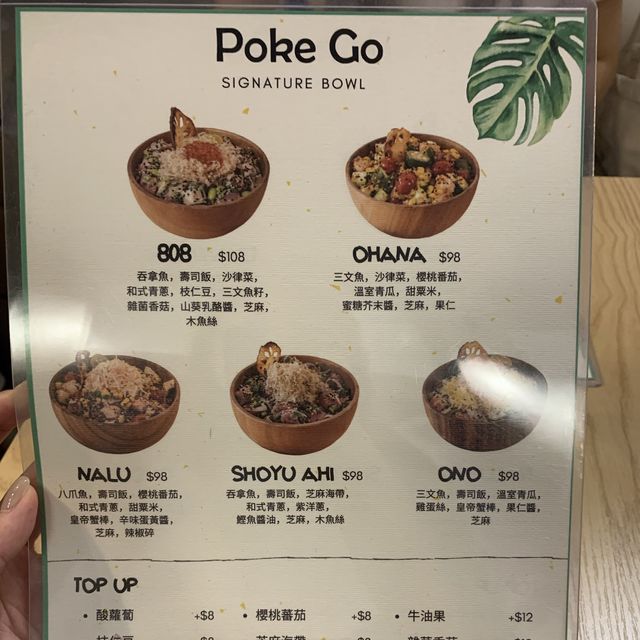 Poke Go
SIGNATURE BOWL
808 $108
吞拿魚，壽司飯，沙律菜，
和式青蔥，枝仁豆，三文魚籽，
雜菌香菇，山葵乳酪醬，芝麻，
木魚絲
OHANA $98
三文魚，沙律菜，櫻桃番茄，
溫室青瓜，甜粟米，
蜜糖芥末醬，芝麻，果仁
NALU $98
八爪魚，壽司飯，櫻桃番茄，
和式青蔥，甜粟米，
皇帝蟹棒，辛味蛋黃醬，
芝麻，辣椒碎
SHOYU AHI $98
吞拿魚，壽司飯，芝麻海帶，
和式青蔥，紫洋蔥，
鰹魚醬油，芝麻，木魚絲
ONO $98
三文魚，壽司飯，溫室青瓜，
雞蛋絲，皇帝蟹棒，果仁醬，
芝麻
TOP UP
• 酸蘿蔔 +$8 • 櫻桃蕃茄 +$8 • 牛油果 +$12